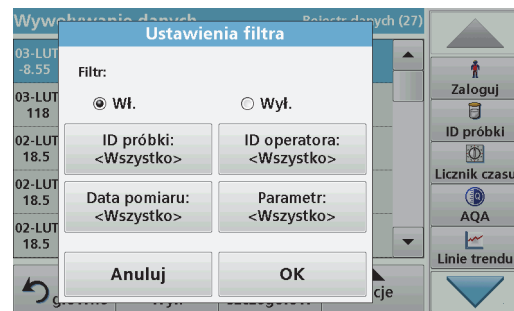 Wywoływanie danych Rejestr danych (27)
Ustawienia filtra
Filtr:
Wł. Wył.
ID próbki:
<Wszystko>
ID operatora:
<Wszystko>
Data pomiaru:
<Wszystko>
Parametr:
<Wszystko>
Anuluj OK
03-LUT
-8.55
03-LUT
118
02-LUT
18.5
02-LUT
18.5
02-LUT
18.5
Zaloguj
ID próbki
Licznik czasu
AQA
Linie trendu